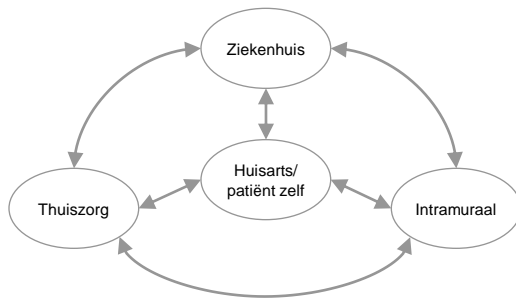 Ziekenhuis
Huisarts/
patiënt zelf
Thuiszorg
Intramuraal